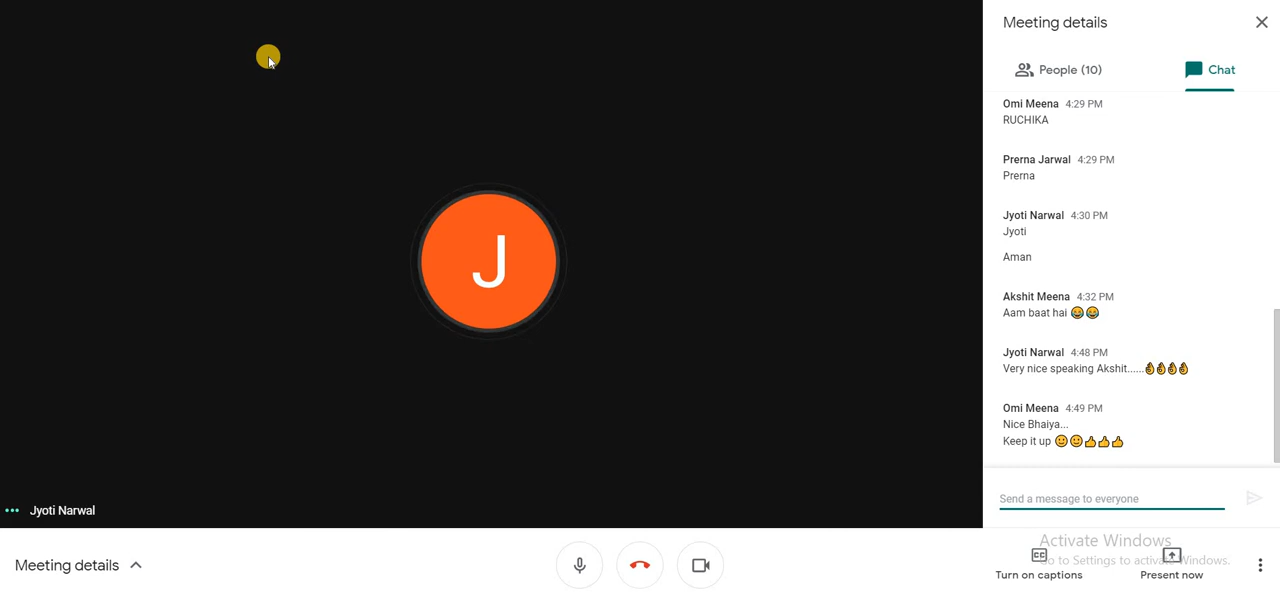 J
Jyoti Narwal
Meeting details
People (10)
Chat
Omi Meena 4:29 PM
RUCHIKA
Prerna Jarwal 4:29 PM
Prerna
Jyoti Narwal 4:30 PM
Jyoti
Aman
Akshit Meena 4:32 PM
Aam baat hai 😂😂
Jyoti Narwal 4:48 PM
Very nice speaking Akshit......👌👌👌👌
Omi Meena 4:49 PM
Nice Bhaiya...
Keep it up 🙂🙂👍👍👍
Send a message to everyone
Meeting details
Activate Windows
Go to Settings to activate Windows.
Turn on captions
Present now